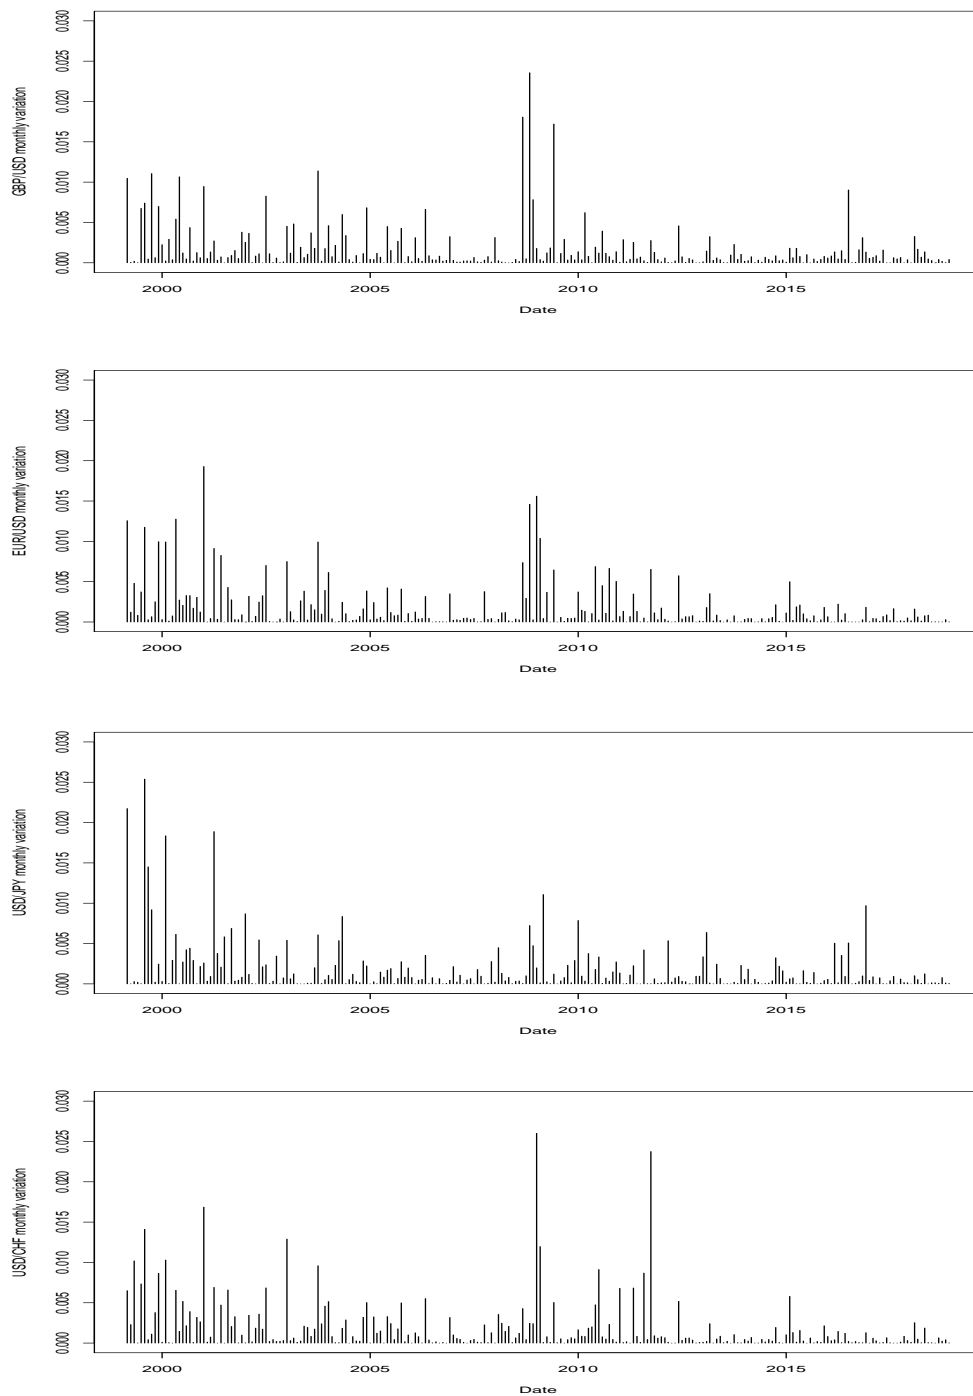 GBP/USD monthly variation
0.030
0.025
0.020
0.015
0.010
0.005
0.000
2000 2005 2010 2015
Date
EUR/USD monthly variation
0.030
0.025
0.020
0.015
0.010
0.005
0.000
2000 2005 2010 2015
Date
USD/JPY monthly variation
0.030
0.025
0.020
0.015
0.010
0.005
0.000
2000 2005 2010 2015
Date
USD/CHF monthly variation
0.030
0.025
0.020
0.015
0.010
0.005
0.000
2000 2005 2010 2015
Date